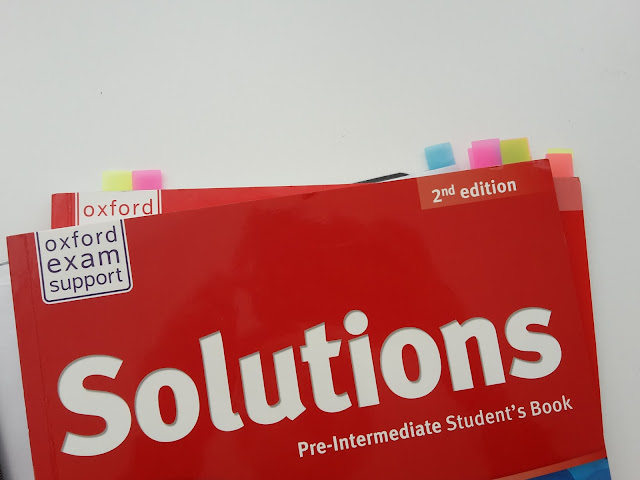 oxford
2nd edition
oxford
exam
support
Solutions
Pre-Intermediate Student's Book